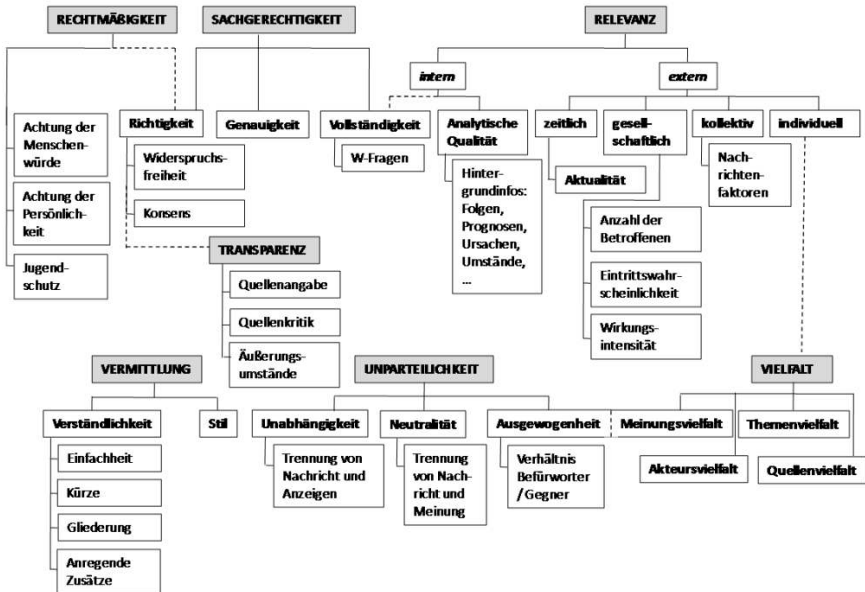 RECHTMÄßIGKEIT
SACHGERECHTIGKEIT
RELEVANZ
intern
extern
Achtung der
Menschen-
würde
Achtung der
Persönlich-
keit
Jugend-
schutz
Richtigkeit
Widerspruchs-
freiheit
Konsens
Genauigkeit
Vollständigkeit
W-Fragen
Analytische
Qualität
Hinter-
grundinfos:
Folgen,
Prognosen,
Ursachen,
Umstände,
...
zeitlich
Aktualität
gesell-
schaftlich
Anzahl der
Betroffenen
Eintrittswahr-
scheinlichkeit
Wirkungs-
intensität
kollektiv
Nach-
richten-
faktoren
individuell
TRANSPARENZ
Quellenangabe
Quellenkritik
Äußerungs-
umstände
VERMITTLUNG
Verständlichkeit
Einfachheit
Kürze
Gliederung
Anregende
Zusätze
Stil
UNPARTEILICHKEIT
Unabhängigkeit
Trennung von
Nachricht und
Anzeigen
Neutralität
Trennung
von Nach-
richt und
Meinung
Ausgewogenheit
Verhältnis
Befürworter
/Gegner
VIELFALT
Meinungsvielfalt
Themenvielfalt
Akteursvielfalt
Quellenvielfalt